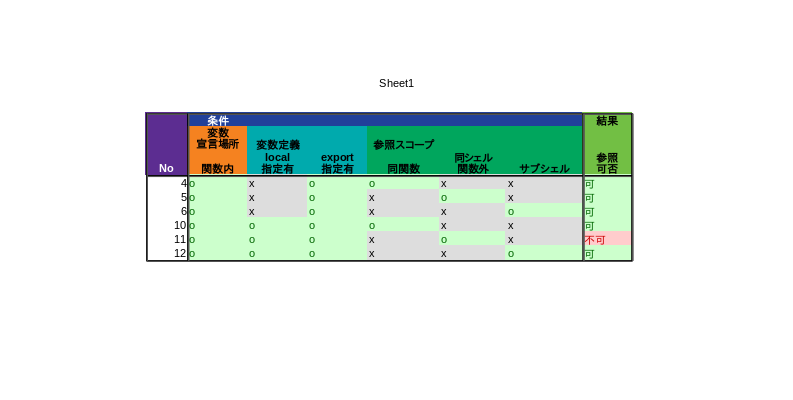 Sheet1
条件 結果
変数
宣言場所 変数定義 参照スコープ
local export 同シェル 参照
No 関数内 指定有 指定有 同関数 関数外 サブシェル 可否
4 o x o o x x 可
5 o x o x o x 可
6 o x o x x o 可
10 o o o o x x 可
11 o o o x o x 不可
12 o o o x x o 可